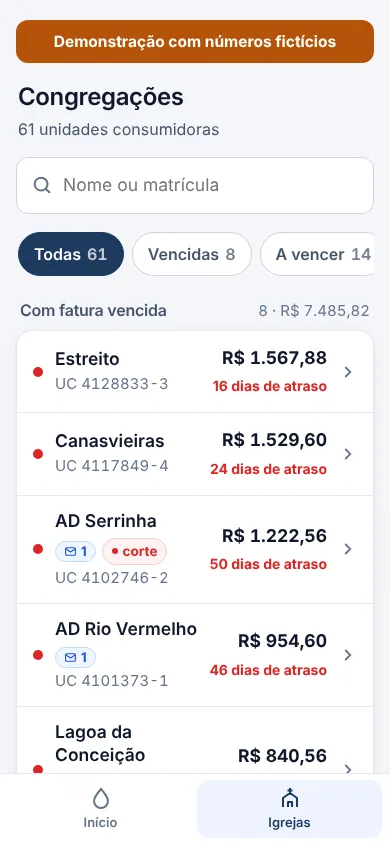 Demonstração com números fictícios
Congregações
61 unidades consumidoras
Nome ou matrícula
Todas 61 Vencidas 8 A vencer 14
Com fatura vencida 8 · R$ 7.485,82
Estreito R$ 1.567,88
UC 4128833-3 16 dias de atraso
Canasvieiras R$ 1.529,60
UC 4117849-4 24 dias de atraso
AD Serrinha R$ 1.222,56
1 corte 50 dias de atraso
UC 4102746-2
AD Rio Vermelho R$ 954,60
1 46 dias de atraso
UC 4101373-1
Lagoa da
Conceição R$ 840,56
Início Igrejas